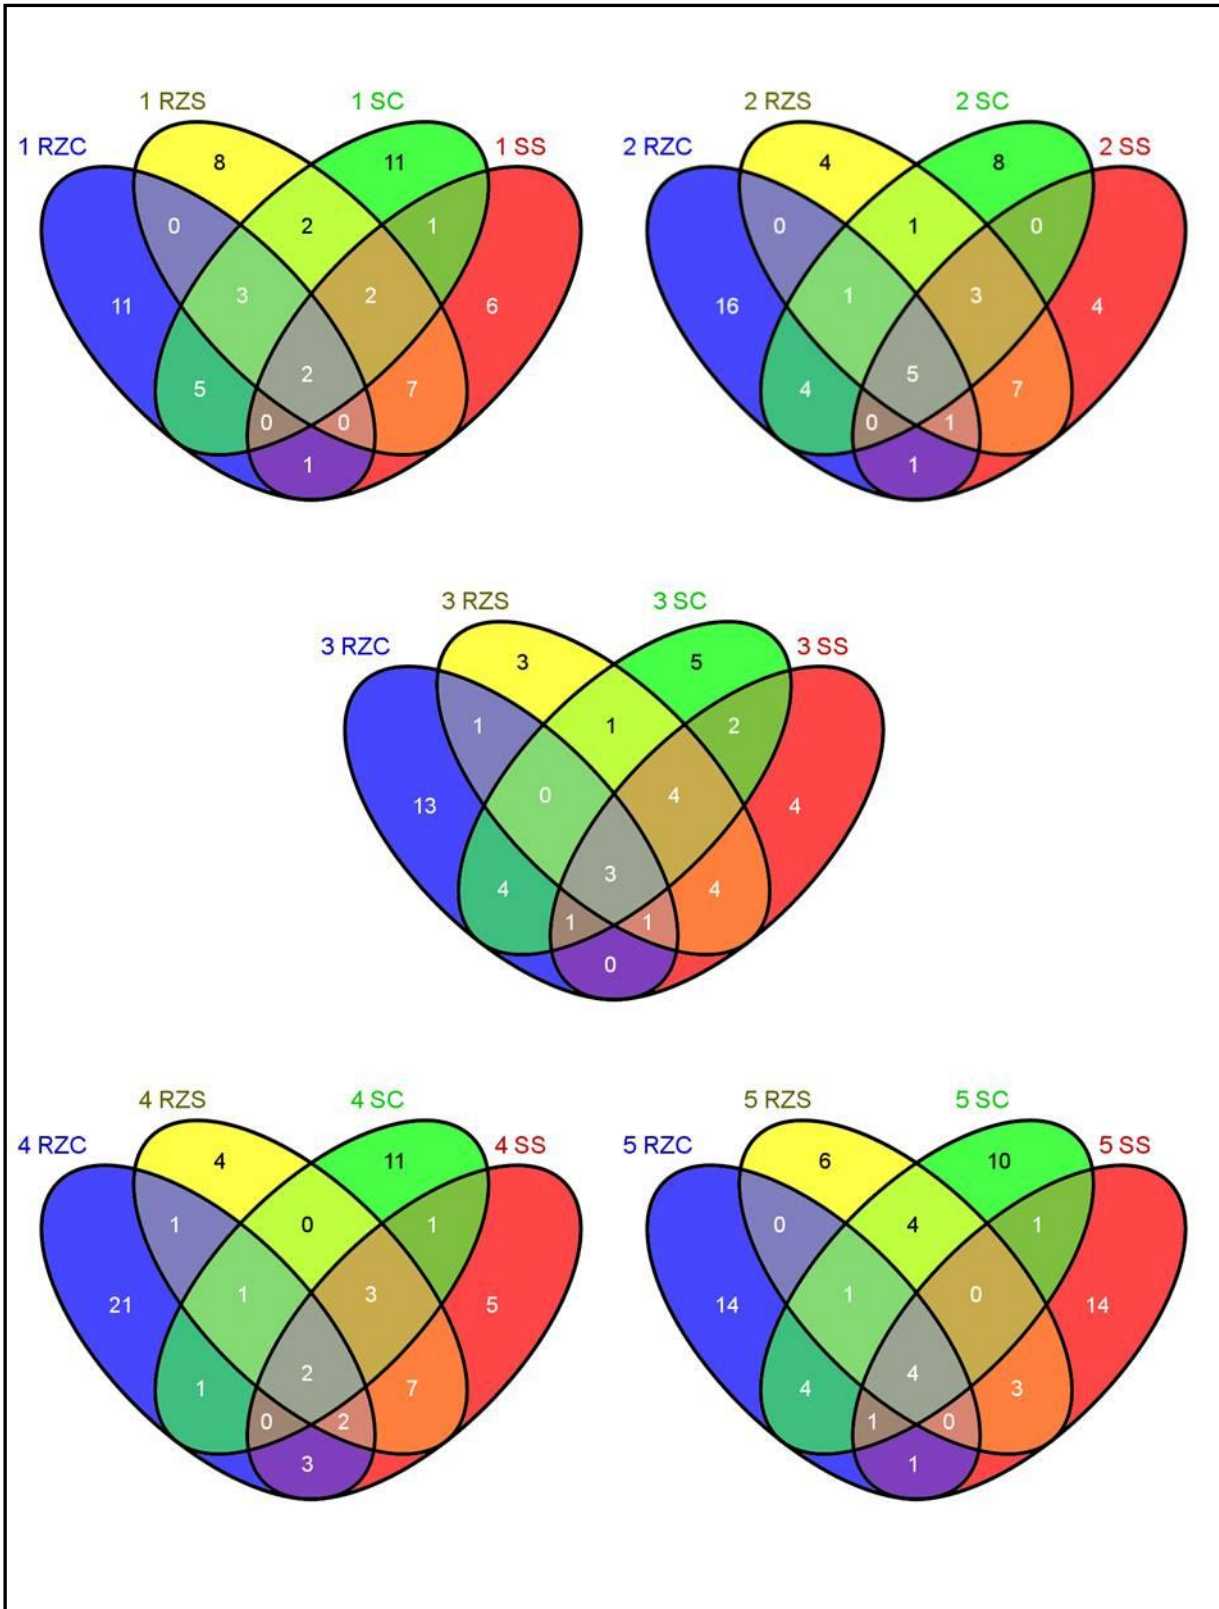 1 RZS 1 SC
1 RZC 1 SS
8 11
0 2 1
11 3 2 6
2
5 7
0 0
1
2 RZS 2 SC
2 RZC 2 SS
4 8
0 1 0
16 1 3 4
5
4 7
0 1
1
3 RZS 3 SC
3 RZC 3 SS
3 5
1 1 2
13 0 4 4
3
4 4
1 1
0
4 RZS 4 SC
4 RZC 4 SS
4 11
1 0 1
21 1 3 5
2
1 7
0 2
3
5 RZS 5 SC
5 RZC 5 SS
6 10
0 4 1
14 1 0 14
4
4 3
1 0
1